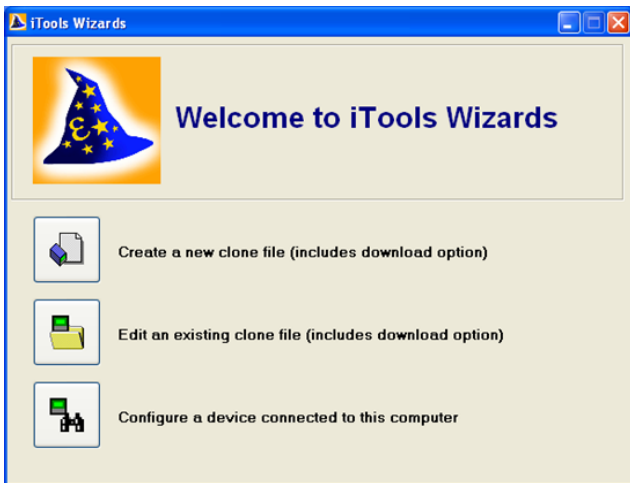 iTools Wizards
Welcome to iTools Wizards
Create a new clone file (includes download option)
Edit an existing clone file (includes download option)
Configure a device connected to this computer